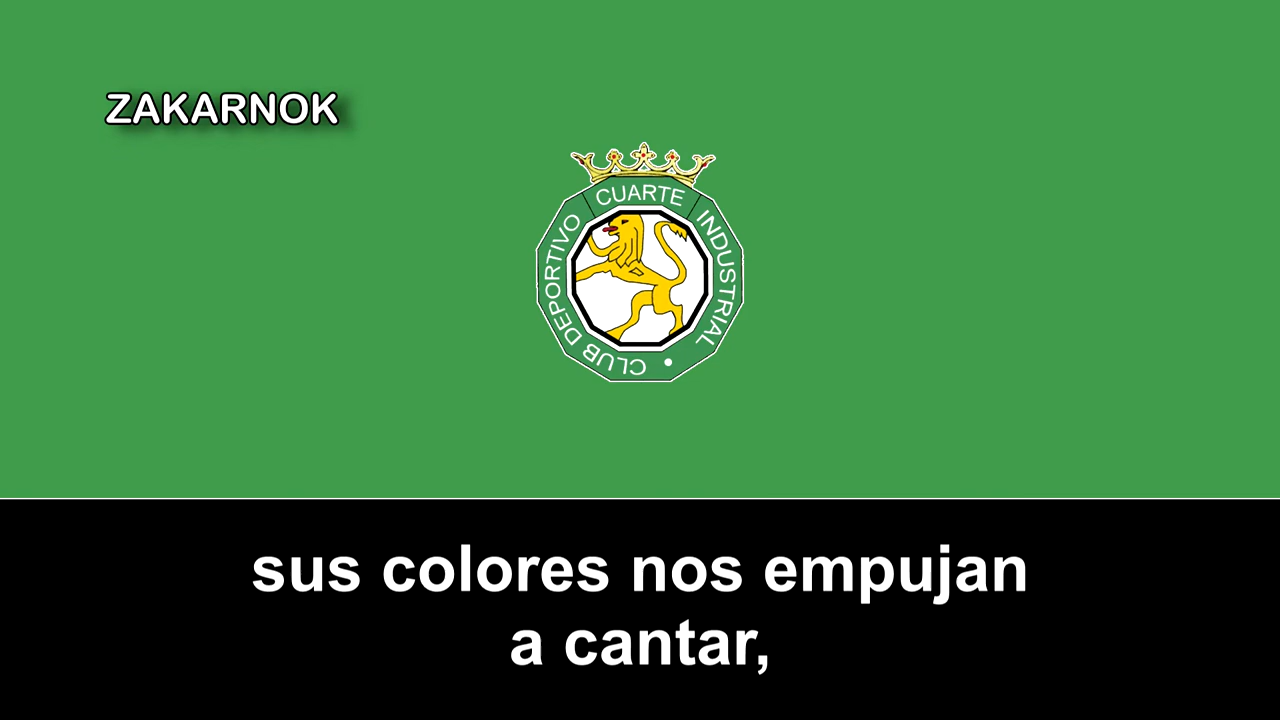 ZAKARNOK
CLUB DEPORTIVO CUARTE INDUSTRIAL •
sus colores nos empujan
a cantar,